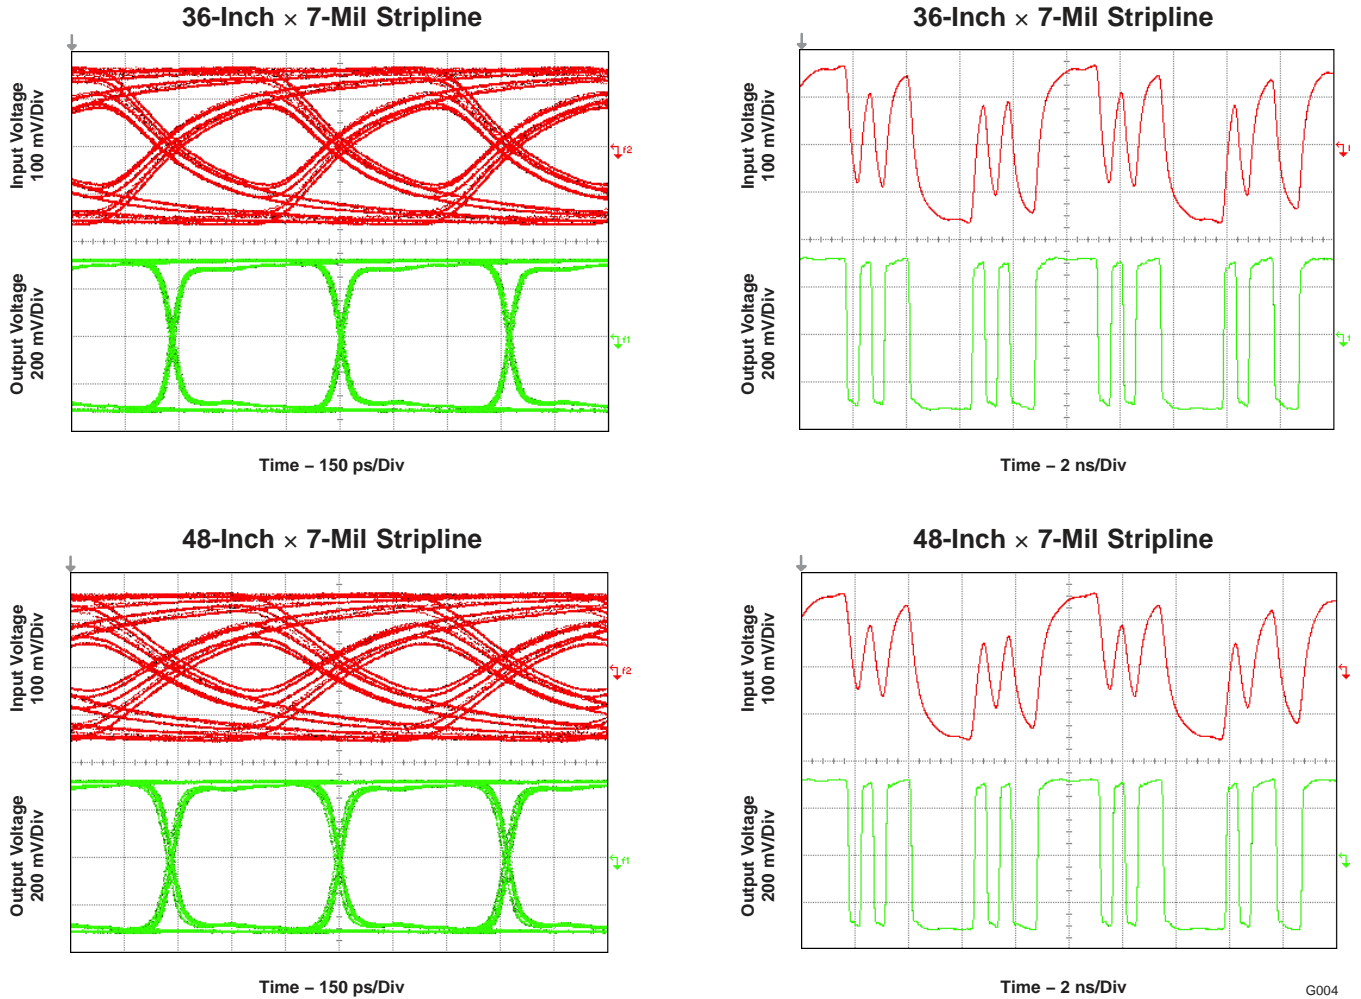 36-Inch × 7-Mil Stripline
36-Inch × 7-Mil Stripline
Input Voltage
100 mV/Div
Output Voltage
200 mV/Div
f2
f1
Time – 150 ps/Div
Input Voltage
100 mV/Div
Output Voltage
200 mV/Div
Time – 2 ns/Div
48-Inch × 7-Mil Stripline
48-Inch × 7-Mil Stripline
Input Voltage
100 mV/Div
Output Voltage
200 mV/Div
f2
f1
Time – 150 ps/Div
Input Voltage
100 mV/Div
Output Voltage
200 mV/Div
Time – 2 ns/Div
G004